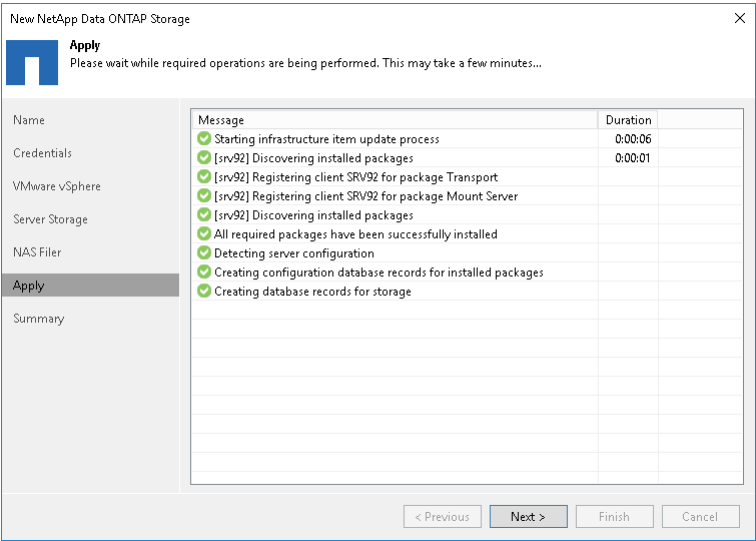 New NetApp Data ONTAP Storage
Apply
Please wait while required operations are being performed. This may take a few minutes...
Name
Credentials
VMware vSphere
Server Storage
NAS Filer
Apply
Summary
Message Duration
Starting infrastructure item update process 0:00:06
[srv92] Discovering installed packages 0:00:01
[srv92] Registering client SRV92 for package Transport
[srv92] Registering client SRV92 for package Mount Server
[srv92] Discovering installed packages
All required packages have been successfully installed
Detecting server configuration
Creating configuration database records for installed packages
Creating database records for storage
< Previous Next > Finish Cancel